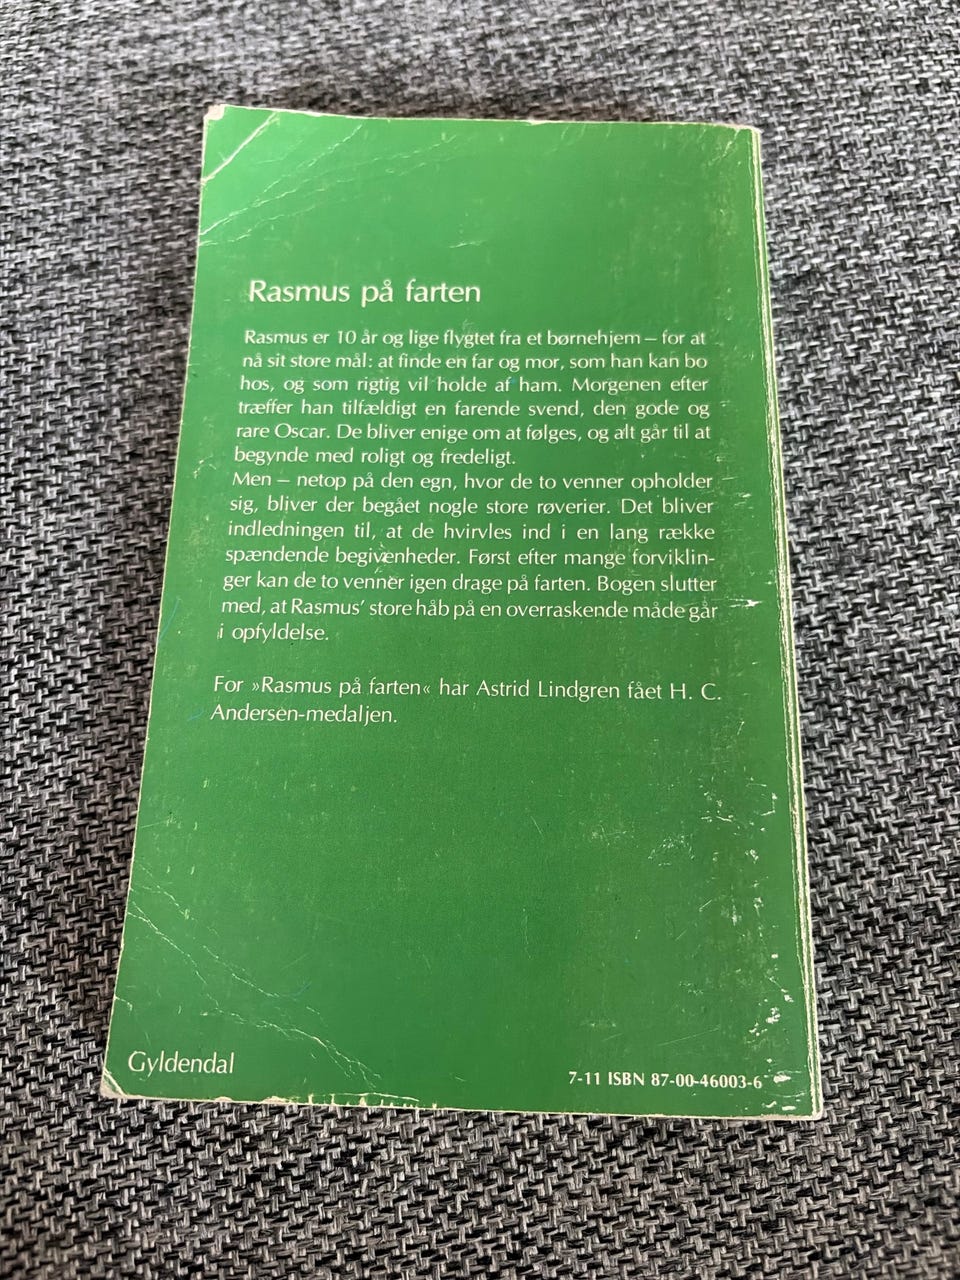 Rasmus på farten
Rasmus er 10 år og lige flygtet fra et børnehjem – for at
nå sit store mål: at finde en far og mor, som han kan bo
hos, og som rigtig vil holde af ham. Morgenen efter
træffer han tilfældigt en farende svend, den gode og
rare Oscar. De bliver enige om at følges, og alt går til at
begynde med roligt og fredeligt.
Men – netop på den egn, hvor de to venner opholder
sig, bliver der begået nogle store røverier. Det bliver
indledningen til, at de hvirvles ind i en lang række
spændende begivenheder. Først efter mange forviklin-
ger kan de to venner igen drage på farten. Bogen slutter
med, at Rasmus' store håb på en overraskende måde går
i opfyldelse.
For »Rasmus på farten« har Astrid Lindgren fået H. C.
Andersen-medaljen.
Gyldendal
7-11 ISBN 87-00-46003-6